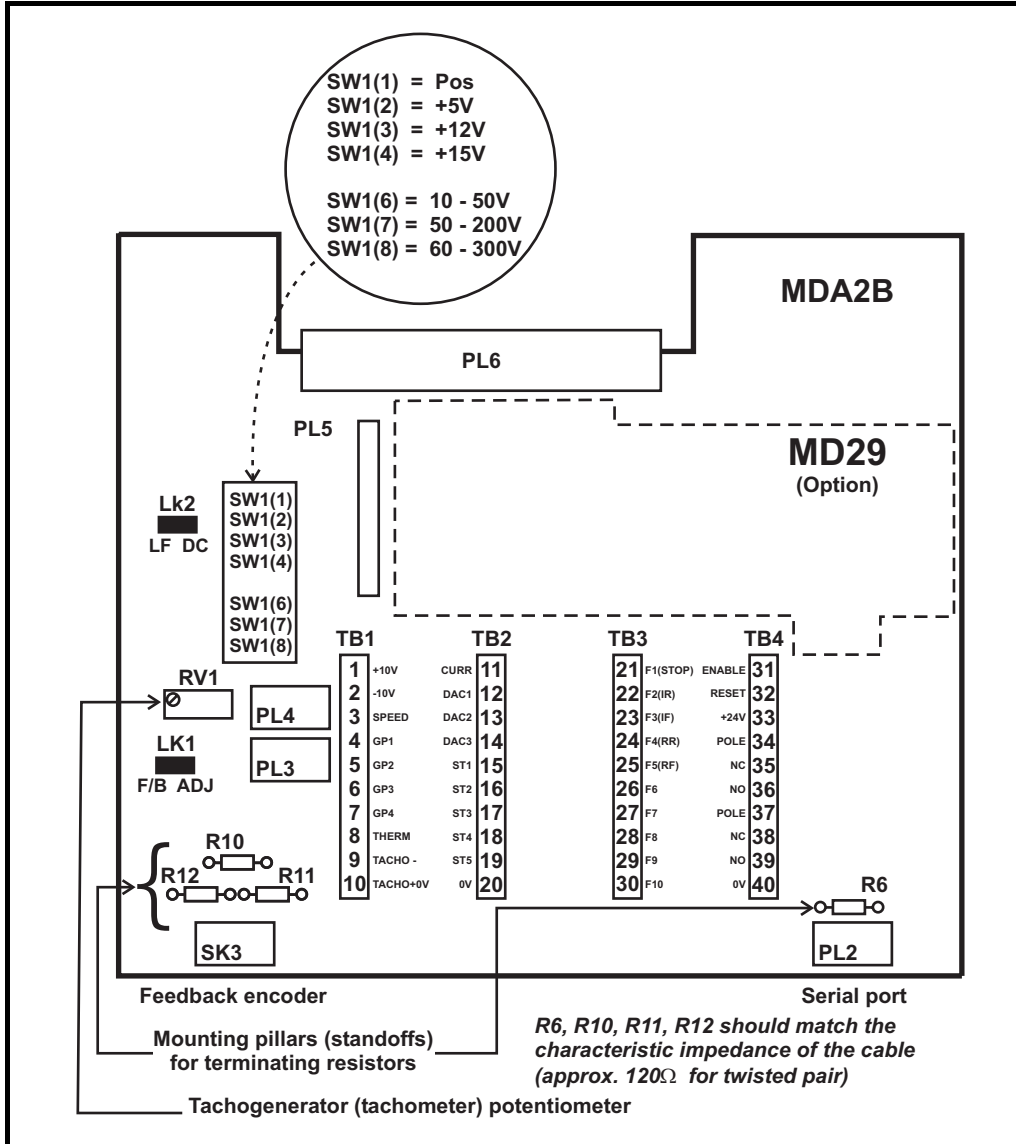 SW1(1) = Pos
SW1(2) = +5V
SW1(3) = +12V
SW1(4) = +15V
SW1(6) = 10 - 50V
SW1(7) = 50 - 200V
SW1(8) = 60 - 300V
MDA2B
PL6
PL5
MD29
(Option)
Lk2
LF DC
SW1(1)
SW1(2)
SW1(3)
SW1(4)
SW1(6)
SW1(7)
SW1(8)
RV1
PL4
LK1
F/B ADJ
PL3
R10
R12 R11
SK3
TB1
1 +10V
2 -10V
3 SPEED
4 GP1
5 GP2
6 GP3
7 GP4
8 THERM
9 TACHO -
10 TACHO+0V
TB2
CURR 11
DAC1 12
DAC2 13
DAC3 14
ST1 15
ST2 16
ST3 17
ST4 18
ST5 19
0V 20
TB3
21 F1(STOP)
22 F2(IR)
23 F3(IF)
24 F4(RR)
25 F5(RF)
26 F6
27 F7
28 F8
29 F9
30 F10
TB4
ENABLE 31
RESET 32
+24V 33
POLE 34
NC 35
NO 36
POLE 37
NC 38
NO 39
0V 40
R6
PL2
Feedback encoder
Serial port
Mounting pillars (standoffs)
for terminating resistors
R6, R10, R11, R12 should match the
characteristic impedance of the cable
(approx. 120Ω for twisted pair)
Tachogenerator (tachometer) potentiometer